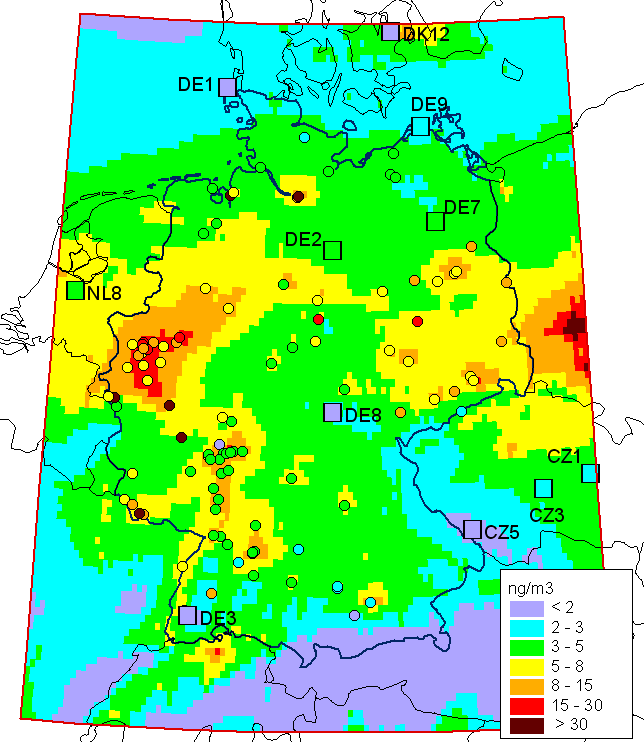 DK12
DE1
DE9
DE7
DE2
NL8
DE8
CZ1
CZ3
CZ5
DE3
ng/m3
< 2
2 - 3
3 - 5
5 - 8
8 - 15
15 - 30
> 30